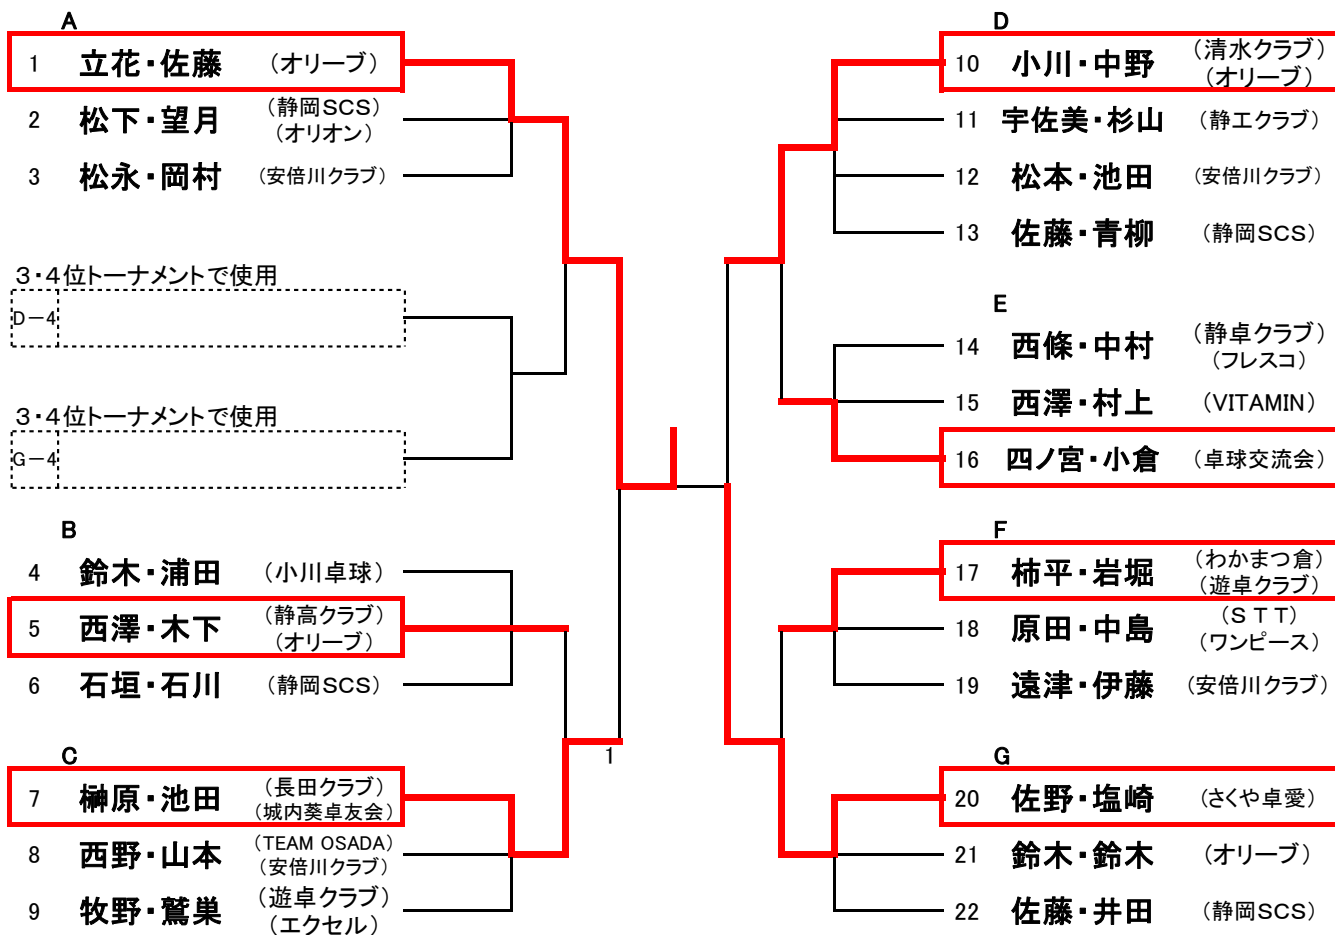 A
1 立花・佐藤 (オリーブ)
2 松下・望月 (静岡SCS)
(オリオン)
3 松永・岡村 (安倍川クラブ)
3・4位トーナメントで使用
D-4
3・4位トーナメントで使用
G-4
B
4 鈴木・浦田 (小川卓球)
5 西澤・木下 (静高クラブ)
(オリーブ)
6 石垣・石川 (静岡SCS)
C
7 榊原・池田 (長田クラブ)
(城内葵卓友会)
8 西野・山本 (TEAM OSADA)
(安倍川クラブ)
9 牧野・鷲巣 (遊卓クラブ)
(エクセル)
1
D
10 小川・中野 (清水クラブ)
(オリーブ)
11 宇佐美・杉山 (静エクラブ)
12 松本・池田 (安倍川クラブ)
13 佐藤・青柳 (静岡SCS)
E
14 西條・中村 (静卓クラブ)
(フレスコ)
15 西澤・村上 (VITAMIN)
16 四ノ宮・小倉 (卓球交流会)
F
17 柿平・岩堀 (わかまつ倉)
(遊卓クラブ)
18 原田・中島 (STT)
(ワンピース)
19 遠津・伊藤 (安倍川クラブ)
G
20 佐野・塩崎 (さくや卓愛)
21 鈴木・鈴木 (オリーブ)
22 佐藤・井田 (静岡SCS)